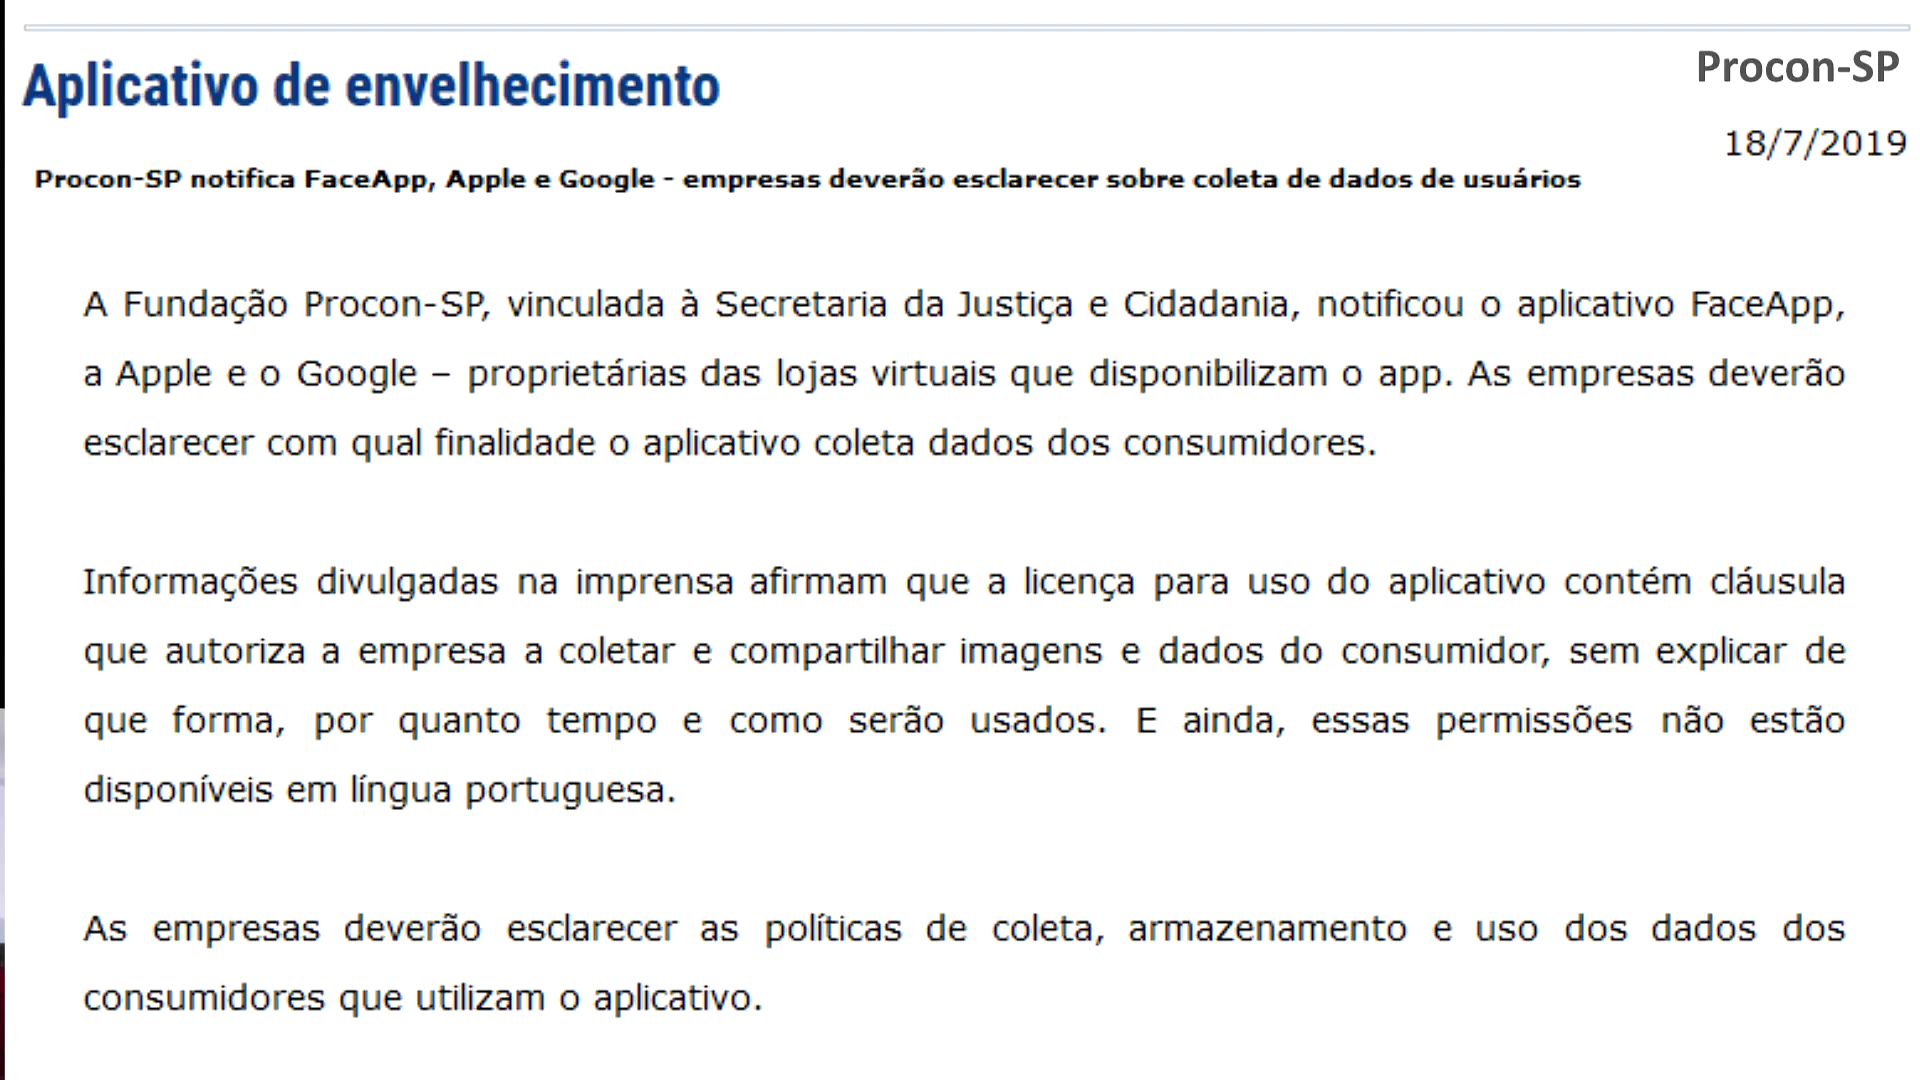 Aplicativo de envelhecimento
Procon-SP
18/7/2019
Procon-SP notifica FaceApp, Apple e Google - empresas deverão esclarecer sobre coleta de dados de usuários
A Fundação Procon-SP, vinculada à Secretaria da Justiça e Cidadania, notificou o aplicativo FaceApp,
a Apple e o Google – proprietárias das lojas virtuais que disponibilizam o app. As empresas deverão
esclarecer com qual finalidade o aplicativo coleta dados dos consumidores.
Informações divulgadas na imprensa afirmam que a licença para uso do aplicativo contém cláusula
que autoriza a empresa a coletar e compartilhar imagens e dados do consumidor, sem explicar de
que forma, por quanto tempo e como serão usados. E ainda, essas permissões não estão
disponíveis em língua portuguesa.
As empresas deverão esclarecer as políticas de coleta, armazenamento e uso dos dados dos
consumidores que utilizam o aplicativo.